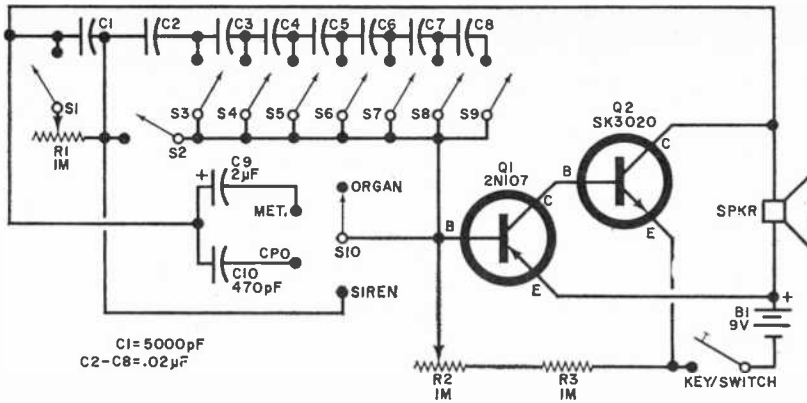 C1 C2 C3 C4 C5 C6 C7 C8
S1 S2 S3 S4 S5 S6 S7 S8 S9
R1
1M
C9
2µF
+
MET.
CPO
C10
470pF
ORGAN
S10
SIREN
Q1
2N107
B
C
E
Q2
SK3020
B
C
E
SPKR
+
B1
9V
R2
1M
R3
1M
KEY/SWITCH
C1=5000pF
C2-C8=.02µF